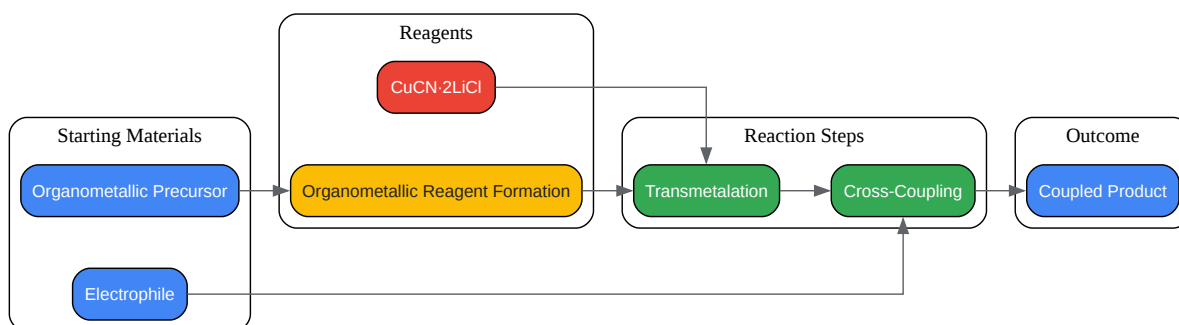 Reagents
CuCN·2LiCl
Starting Materials
Reaction Steps
Outcome
Organometallic Precursor
Organometallic Reagent Formation
Transmetalation
Cross-Coupling
Coupled Product
Electrophile